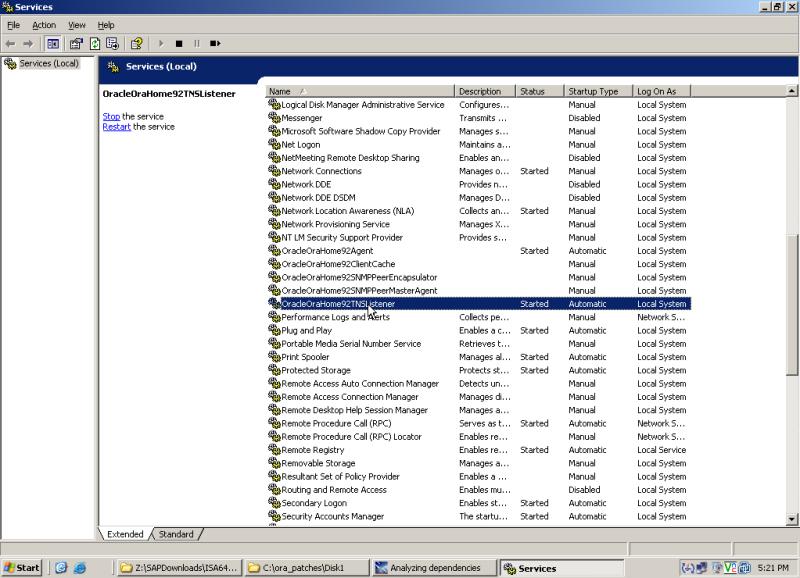 Services
File Action View Help
Services (Local)
Services (Local)
OracleOraHome92TNSListener
Stop the service
Restart the service
Name Description Status Startup Type Log On As
Logical Disk Manager Administrative Service Configures... Manual Local System
Messenger Transmits ... Disabled Local System
Microsoft Software Shadow Copy Provider Manages s... Manual Local System
Net Logon Maintains a... Manual Local System
NetMeeting Remote Desktop Sharing Enables an... Disabled Local System
Network Connections Manages o... Started Manual Local System
Network DDE Provides n... Disabled Local System
Network DDE DSDM Manages D... Disabled Local System
Network Location Awareness (NLA) Collects an... Started Manual Local System
Network Provisioning Service Manages X... Manual Local System
NT LM Security Support Provider Provides s... Manual Local System
OracleOraHome92Agent Started Automatic Local System
OracleOraHome92ClientCache Manual Local System
OracleOraHome92SNMPPeerEncapsulator Manual Local System
OracleOraHome92SNMPPeerMasterAgent Manual Local System
OracleOraHome92TNSListener Started Automatic Local System
Performance Logs and Alerts Collects pe... Manual Network S...
Plug and Play Enables a c... Started Automatic Local System
Portable Media Serial Number Service Retrieves t... Manual Local System
Print Spooler Manages al... Started Automatic Local System
Protected Storage Protects st... Started Automatic Local System
Remote Access Auto Connection Manager Detects un... Manual Local System
Remote Access Connection Manager Manages di... Manual Local System
Remote Desktop Help Session Manager Manages a... Manual Local System
Remote Procedure Call (RPC) Serves as t... Started Automatic Network S...
Remote Procedure Call (RPC) Locator Enables re... Manual Network S...
Remote Registry Enables re... Started Automatic Local Service
Removable Storage Manages a... Manual Local System
Resultant Set of Policy Provider Enables a ... Manual Local System
Routing and Remote Access Enables mu... Disabled Local System
Secondary Logon Enables st... Started Automatic Local System
Security Accounts Manager The startu... Started Automatic Local System
Extended Standard
Start Z:\SAPDownloads\ISA64... C:\ora_patches\Disk1 Analyzing dependencies Services V2 5:21 PM